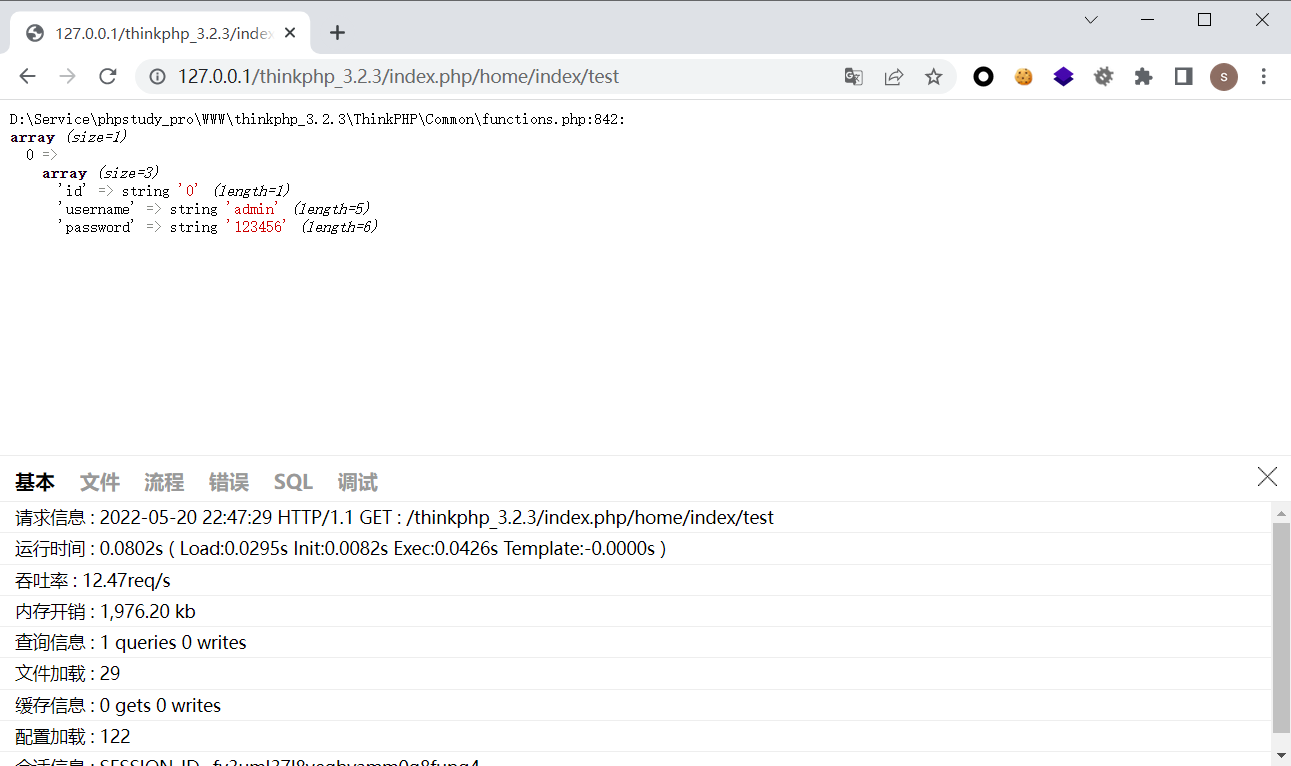 127.0.0.1/thinkphp_3.2.3/index
127.0.0.1/thinkphp_3.2.3/index.php/home/index/test
s
D:\Service\phpstudy_pro\WWW\thinkphp_3.2.3\ThinkPHP\Common\functions.php:842:
array (size=1)
0 =>
array (size=3)
'id' => string '0' (length=1)
'username' => string 'admin' (length=5)
'password' => string '123456' (length=6)
基本 文件 流程 错误 SQL 调试
请求信息 : 2022-05-20 22:47:29 HTTP/1.1 GET : /thinkphp_3.2.3/index.php/home/index/test
运行时间 : 0.0802s ( Load:0.0295s Init:0.0082s Exec:0.0426s Template:-0.0000s )
吞吐率 : 12.47req/s
内存开销 : 1,976.20 kb
查询信息 : 1 queries 0 writes
文件加载 : 29
缓存信息 : 0 gets 0 writes
配置加载 : 122
会话信息 : SESSION_ID=